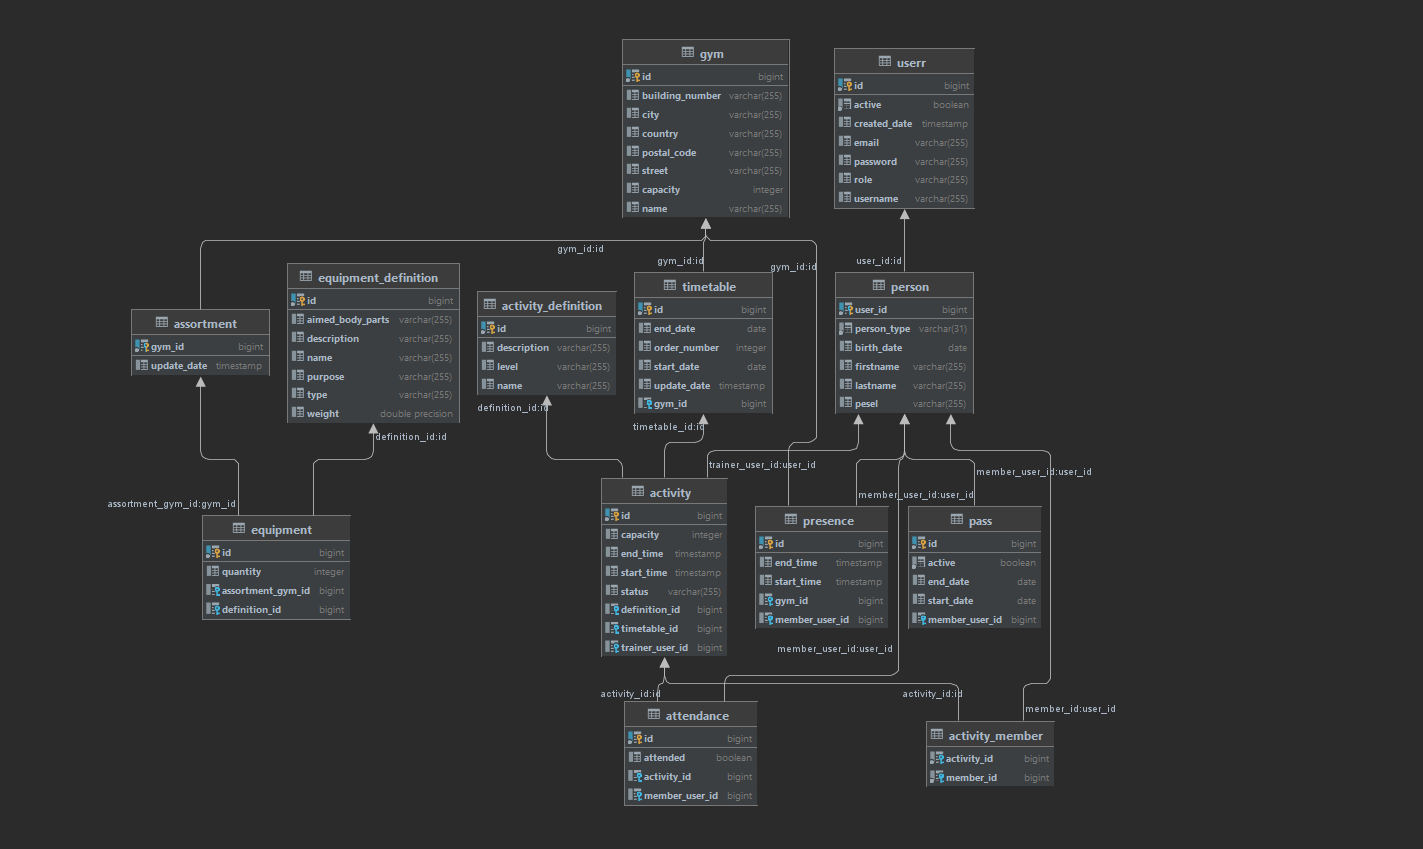 gym
id bigint
building_number varchar(255)
city varchar(255)
country varchar(255)
postal_code varchar(255)
street varchar(255)
capacity integer
name varchar(255)
userr
id bigint
active boolean
created_date timestamp
email varchar(255)
password varchar(255)
role varchar(255)
username varchar(255)
gym_id:id
gym_id:id
gym_id:id
user_id:id
assortment
gym_id bigint
update_date timestamp
equipment_definition
id bigint
aimed_body_parts varchar(255)
description varchar(255)
name varchar(255)
purpose varchar(255)
type varchar(255)
weight double precision
activity_definition
id bigint
description varchar(255)
level varchar(255)
name varchar(255)
timetable
id bigint
end_date date
order_number integer
start_date date
update_date timestamp
gym_id bigint
person
user_id bigint
person_type varchar(31)
birth_date date
firstname varchar(255)
lastname varchar(255)
pesel varchar(255)
definition_id:id
definition_id:id
timetable_id:id
trainer_user_id:user_id
member_user_id:user_id
member_user_id:user_id
assortment_gym_id:gym_id
equipment
id bigint
quantity integer
assortment_gym_id bigint
definition_id bigint
activity
id bigint
capacity integer
end_time timestamp
start_time timestamp
status varchar(255)
definition_id bigint
timetable_id bigint
trainer_user_id bigint
presence
id bigint
end_time timestamp
start_time timestamp
gym_id bigint
member_user_id bigint
pass
id bigint
active boolean
end_date date
start_date date
member_user_id bigint
member_user_id:user_id
activity_id:id
activity_id:id
member_id:user_id
attendance
id bigint
attended boolean
activity_id bigint
member_user_id bigint
activity_member
activity_id bigint
member_id bigint